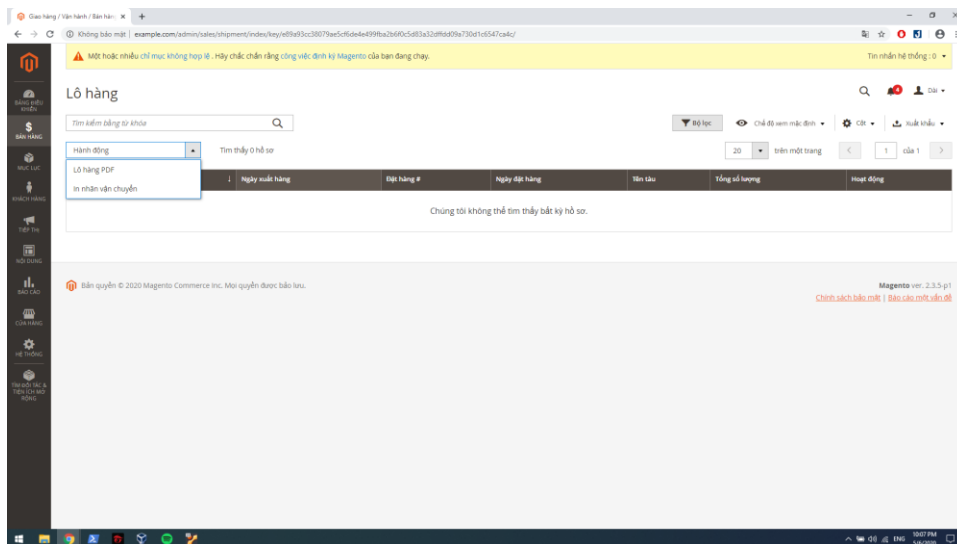 Giao hàng / Vận hành / Bán hàn
Không bảo mật | example.com/admin/sales/shipment/index/key/e89a93cc38079ae5cf6de4e499fba2b6f0c5d83a32dffdd09a730d1c6547ca4c/
Một hoặc nhiều chỉ mục không hợp lệ . Hãy chắc chắn rằng công việc định kỳ Magento của bạn đang chạy.
Tin nhắn hệ thống : 0
BẢNG ĐIỀU KHIỂN
BÁN HÀNG
MỤC LỤC
KHÁCH HÀNG
TIẾP THỊ
NỘI DUNG
BÁO CÁO
CỬA HÀNG
HỆ THỐNG
TÌM ĐỐI TÁC & TIỆN ÍCH MỞ RỘNG
Lô hàng
4
Tìm kiếm bằng từ khóa
Bộ lọc
Chế độ xem mặc định
Cột
xuất khẩu
Hành động
Tìm thấy 0 hồ sơ
20
trên một trang
1
của 1
Lô hàng PDF
In nhãn vận chuyển
↓ Ngày xuất hàng
Đặt hàng #
Ngày đặt hàng
Tên tàu
Tổng số lượng
Hoạt động
Chúng tôi không thể tìm thấy bất kỳ hồ sơ.
Bản quyền © 2020 Magento Commerce Inc. Mọi quyền được bảo lưu.
Magento ver. 2.3.5-p1
Chính sách bảo mật | Báo cáo một vấn đề
ENG
10:07 PM
5/6/2020